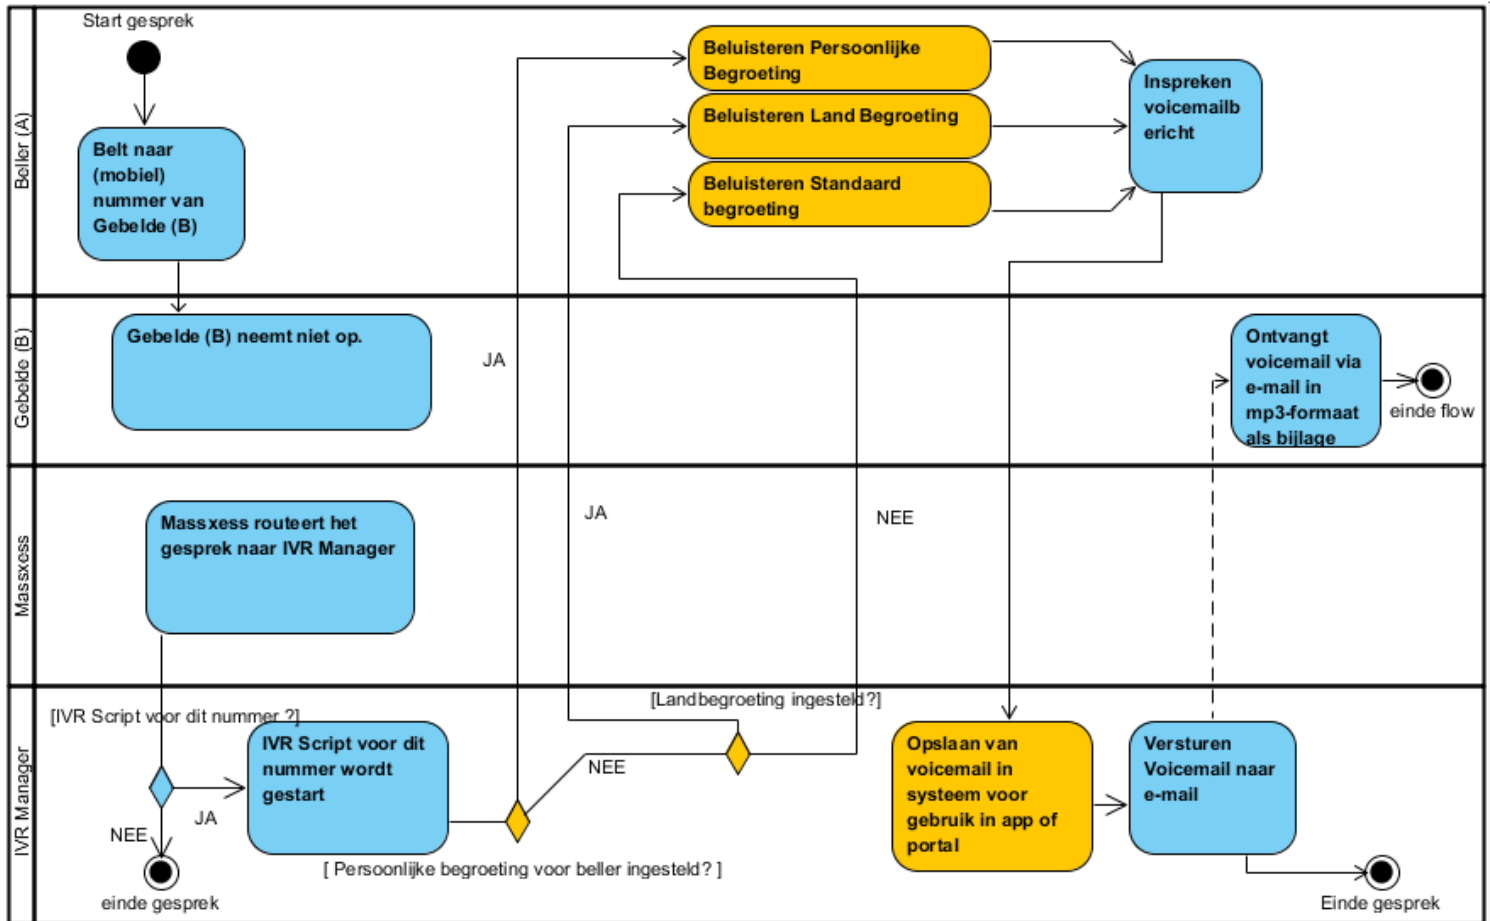 Beller (A)
Start gesprek
Belt naar
(mobiel)
nummer van
Gebelde (B)
Beluisteren Persoonlijke
Begroeting
Beluisteren Land Begroeting
Beluisteren Standaard
begroeting
Inspreken
voicemailb
ericht
Gebelde (B)
Gebelde (B) neemt niet op.
JA
Ontvangt
voicemail via
e-mail in
mp3-formaat
als bijlage
einde flow
Massxess
Massxess routeert het
gesprek naar IVR Manager
JA
NEE
IVR Manager
[IVR Script voor dit nummer ?]
JA
NEE
einde gesprek
IVR Script voor dit
nummer wordt
gestart
[ Persoonlijke begroeting voor beller ingesteld? ]
NEE
[Landbegroeting ingesteld?]
Opslaan van
voicemail in
systeem voor
gebruik in app of
portal
Versturen
Voicemail naar
e-mail
Einde gesprek